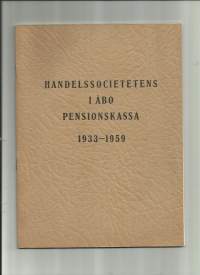 HANDELSSOCIETETENS
I ÅBO
PENSIONSKASSA
1933—1959